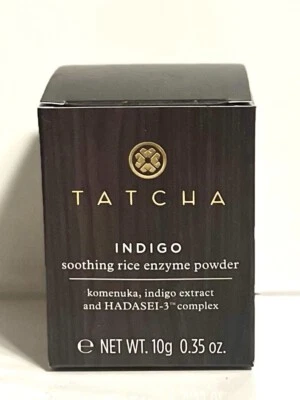 TATCHA
INDIGO
soothing rice enzyme powder
komenuka, indigo extract
and HADASEI-3™ complex
℮ NET WT. 10g 0.35 oz.